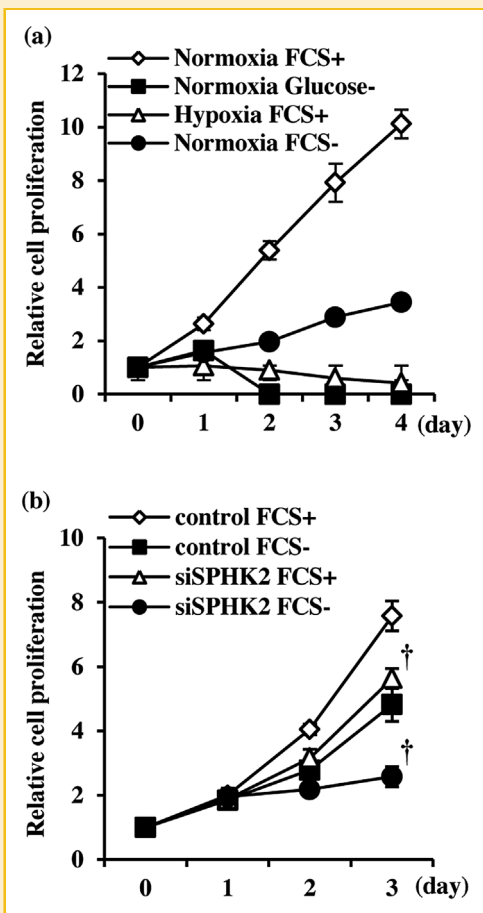 (a)
Normoxia FCS+
Normoxia Glucose-
Hypoxia FCS+
Normoxia FCS-
Relative cell proliferation
12
10
8
6
4
2
0
0 1 2 3 4 (day)
(b)
control FCS+
control FCS-
siSPHK2 FCS+
siSPHK2 FCS-
Relative cell proliferation
10
8
6
4
2
0
†
†
0 1 2 3 (day)